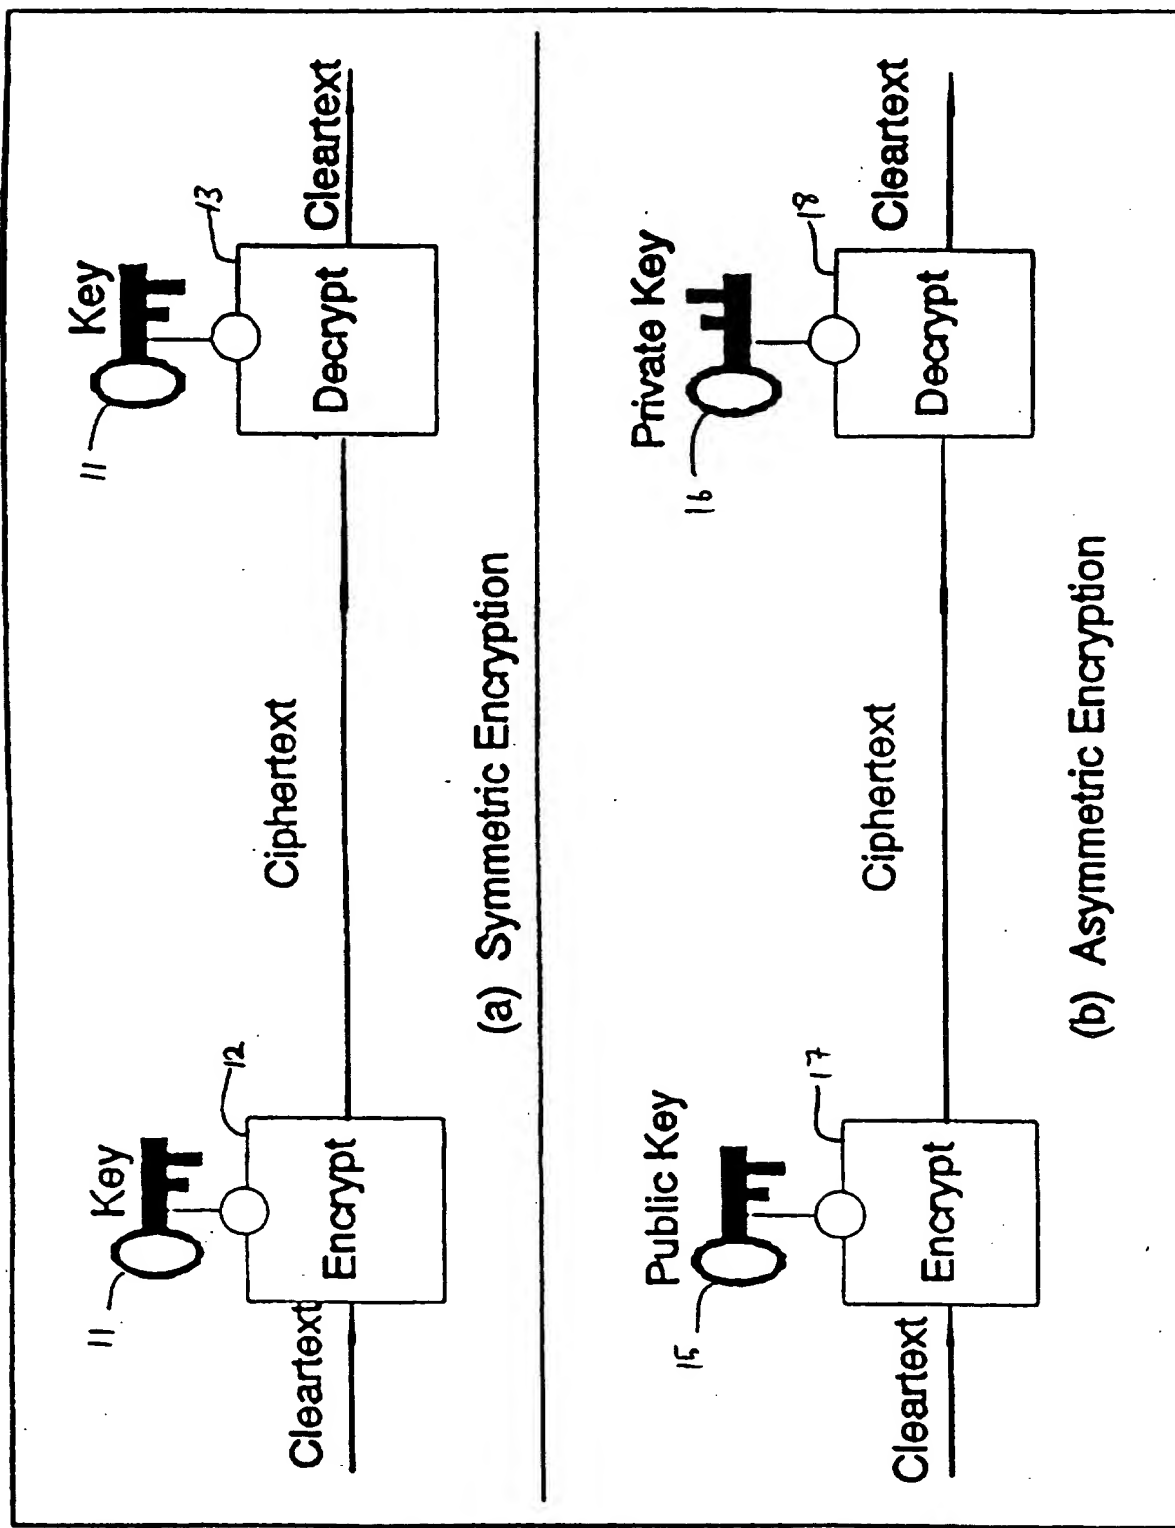 Key
Key
11
12
11
13
Cleartext
Encrypt
Ciphertext
Decrypt
Cleartext
(a) Symmetric Encryption
Public Key
Private Key
15
17
16
18
Cleartext
Encrypt
Ciphertext
Decrypt
Cleartext
(b) Asymmetric Encryption